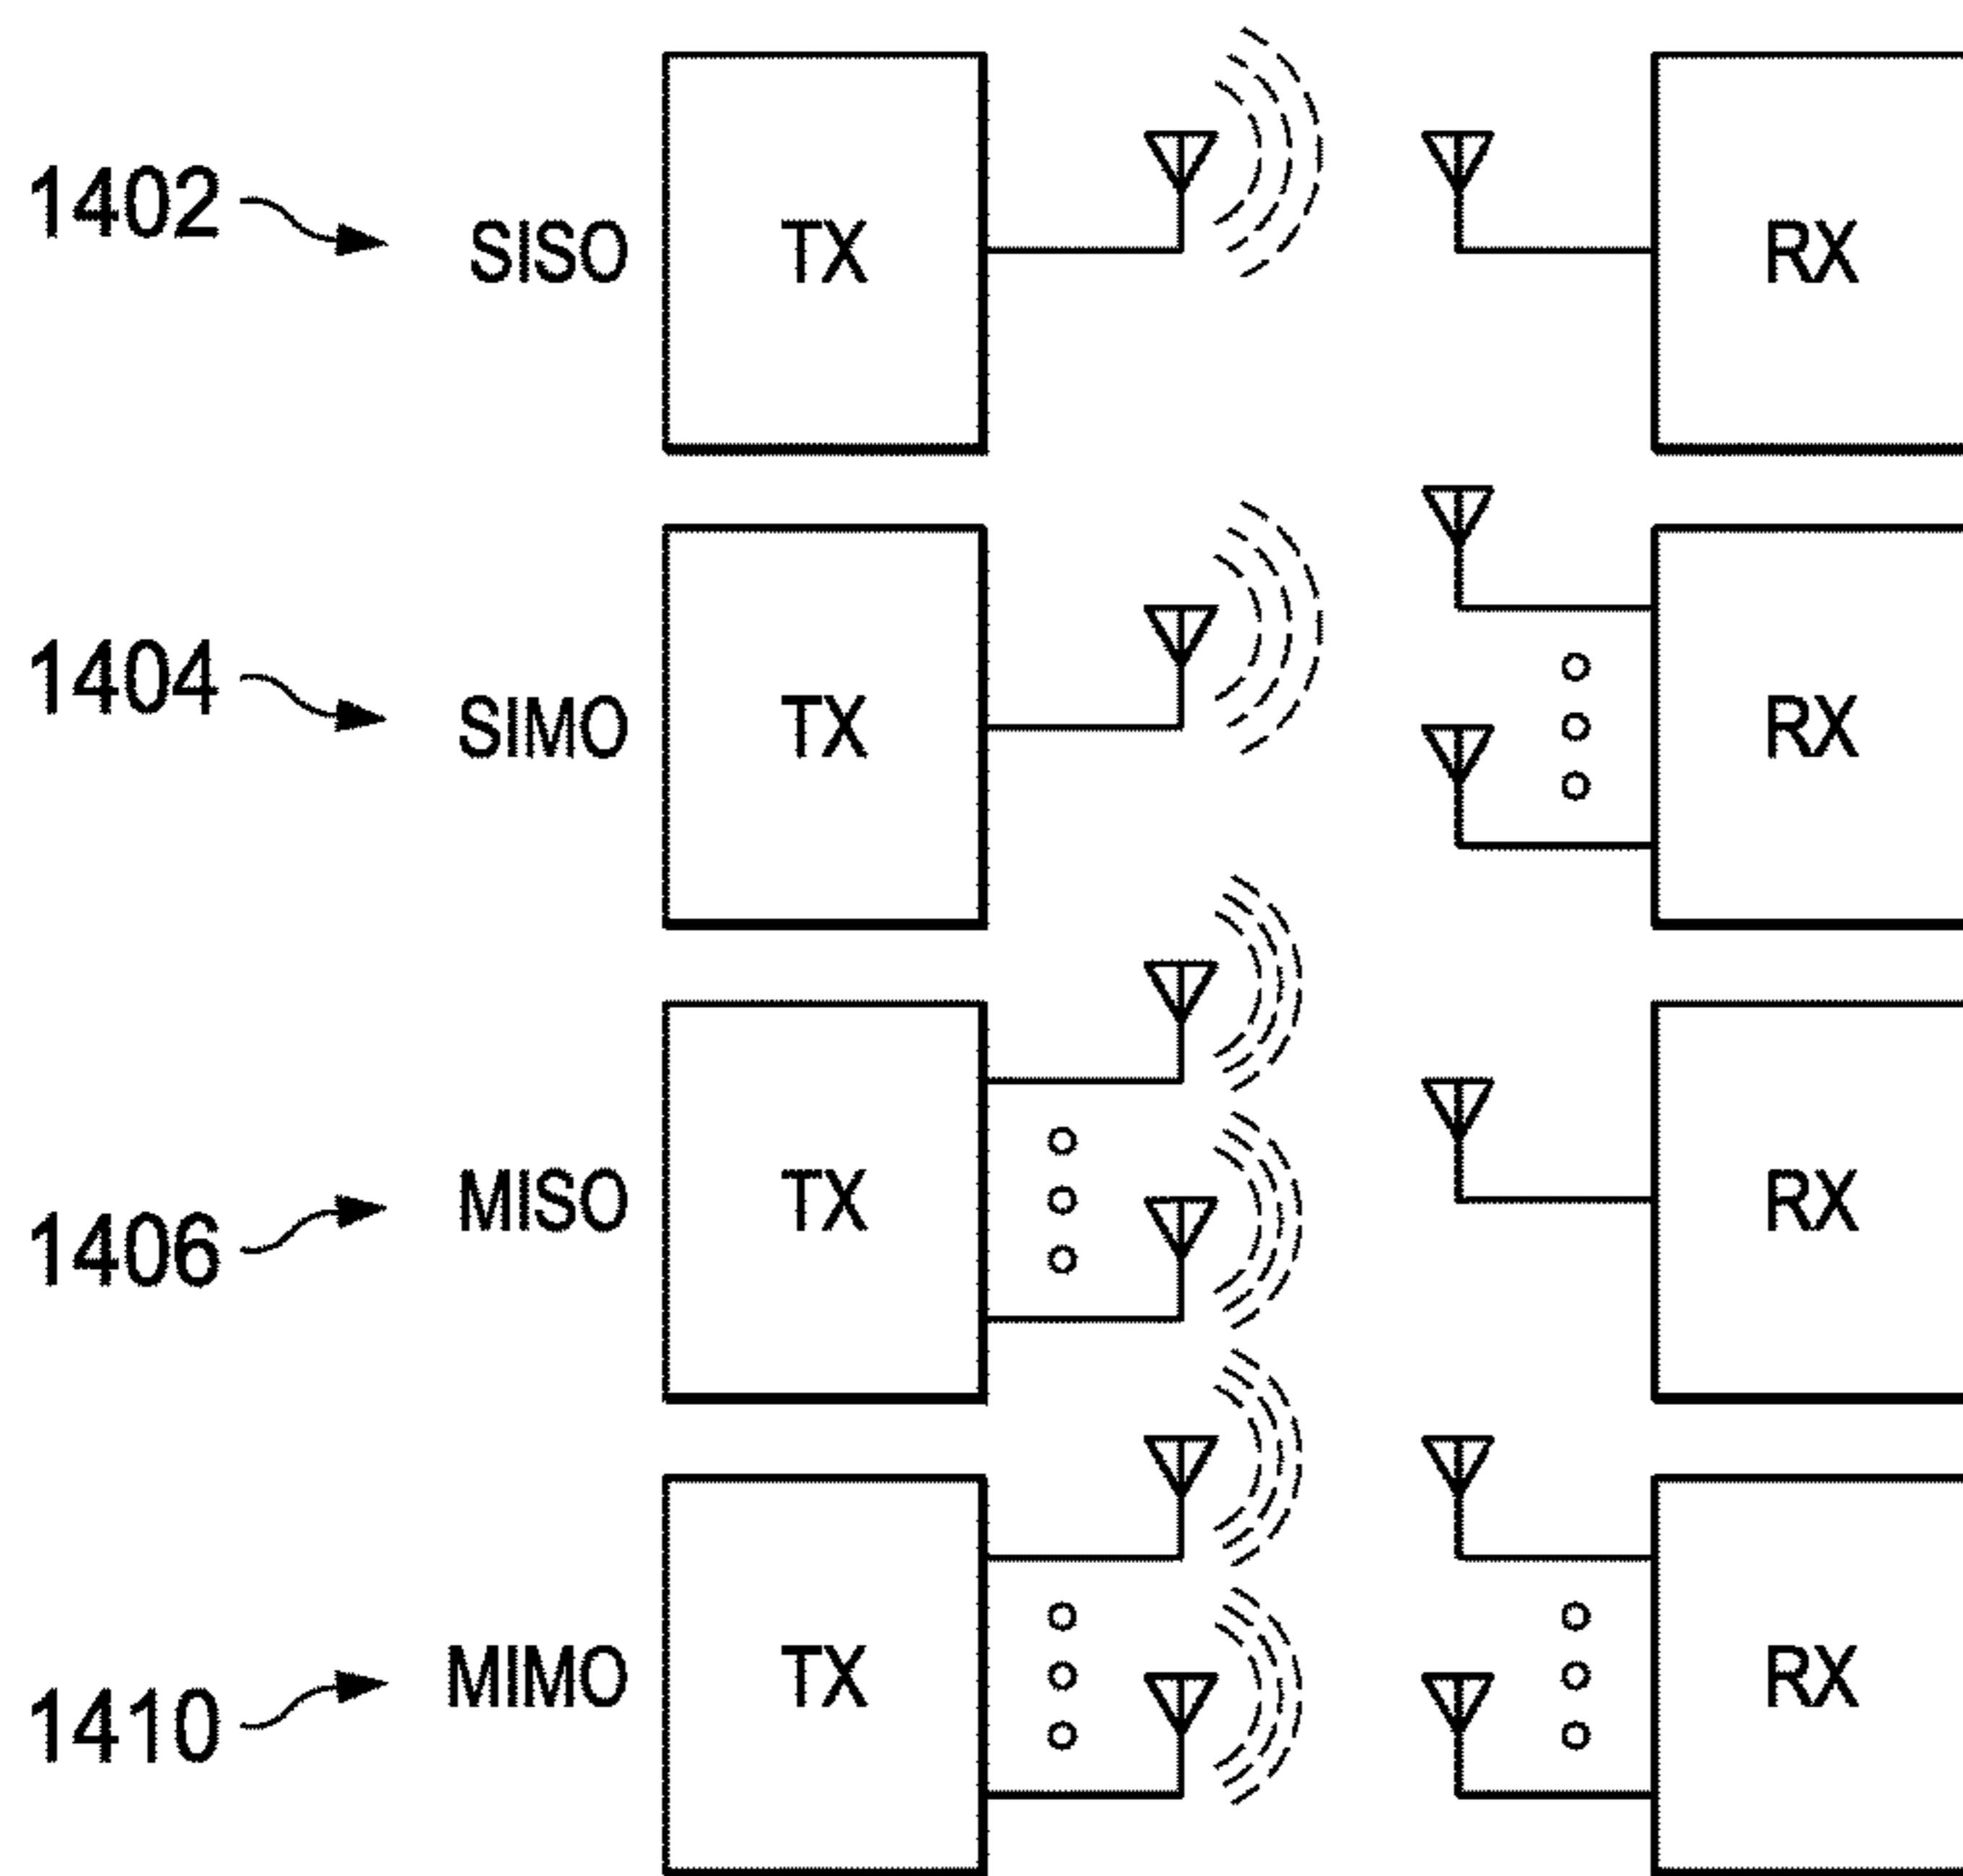 1402 SISO TX RX
1404 SIMO TX RX
1406 MISO TX RX
1410 MIMO TX RX